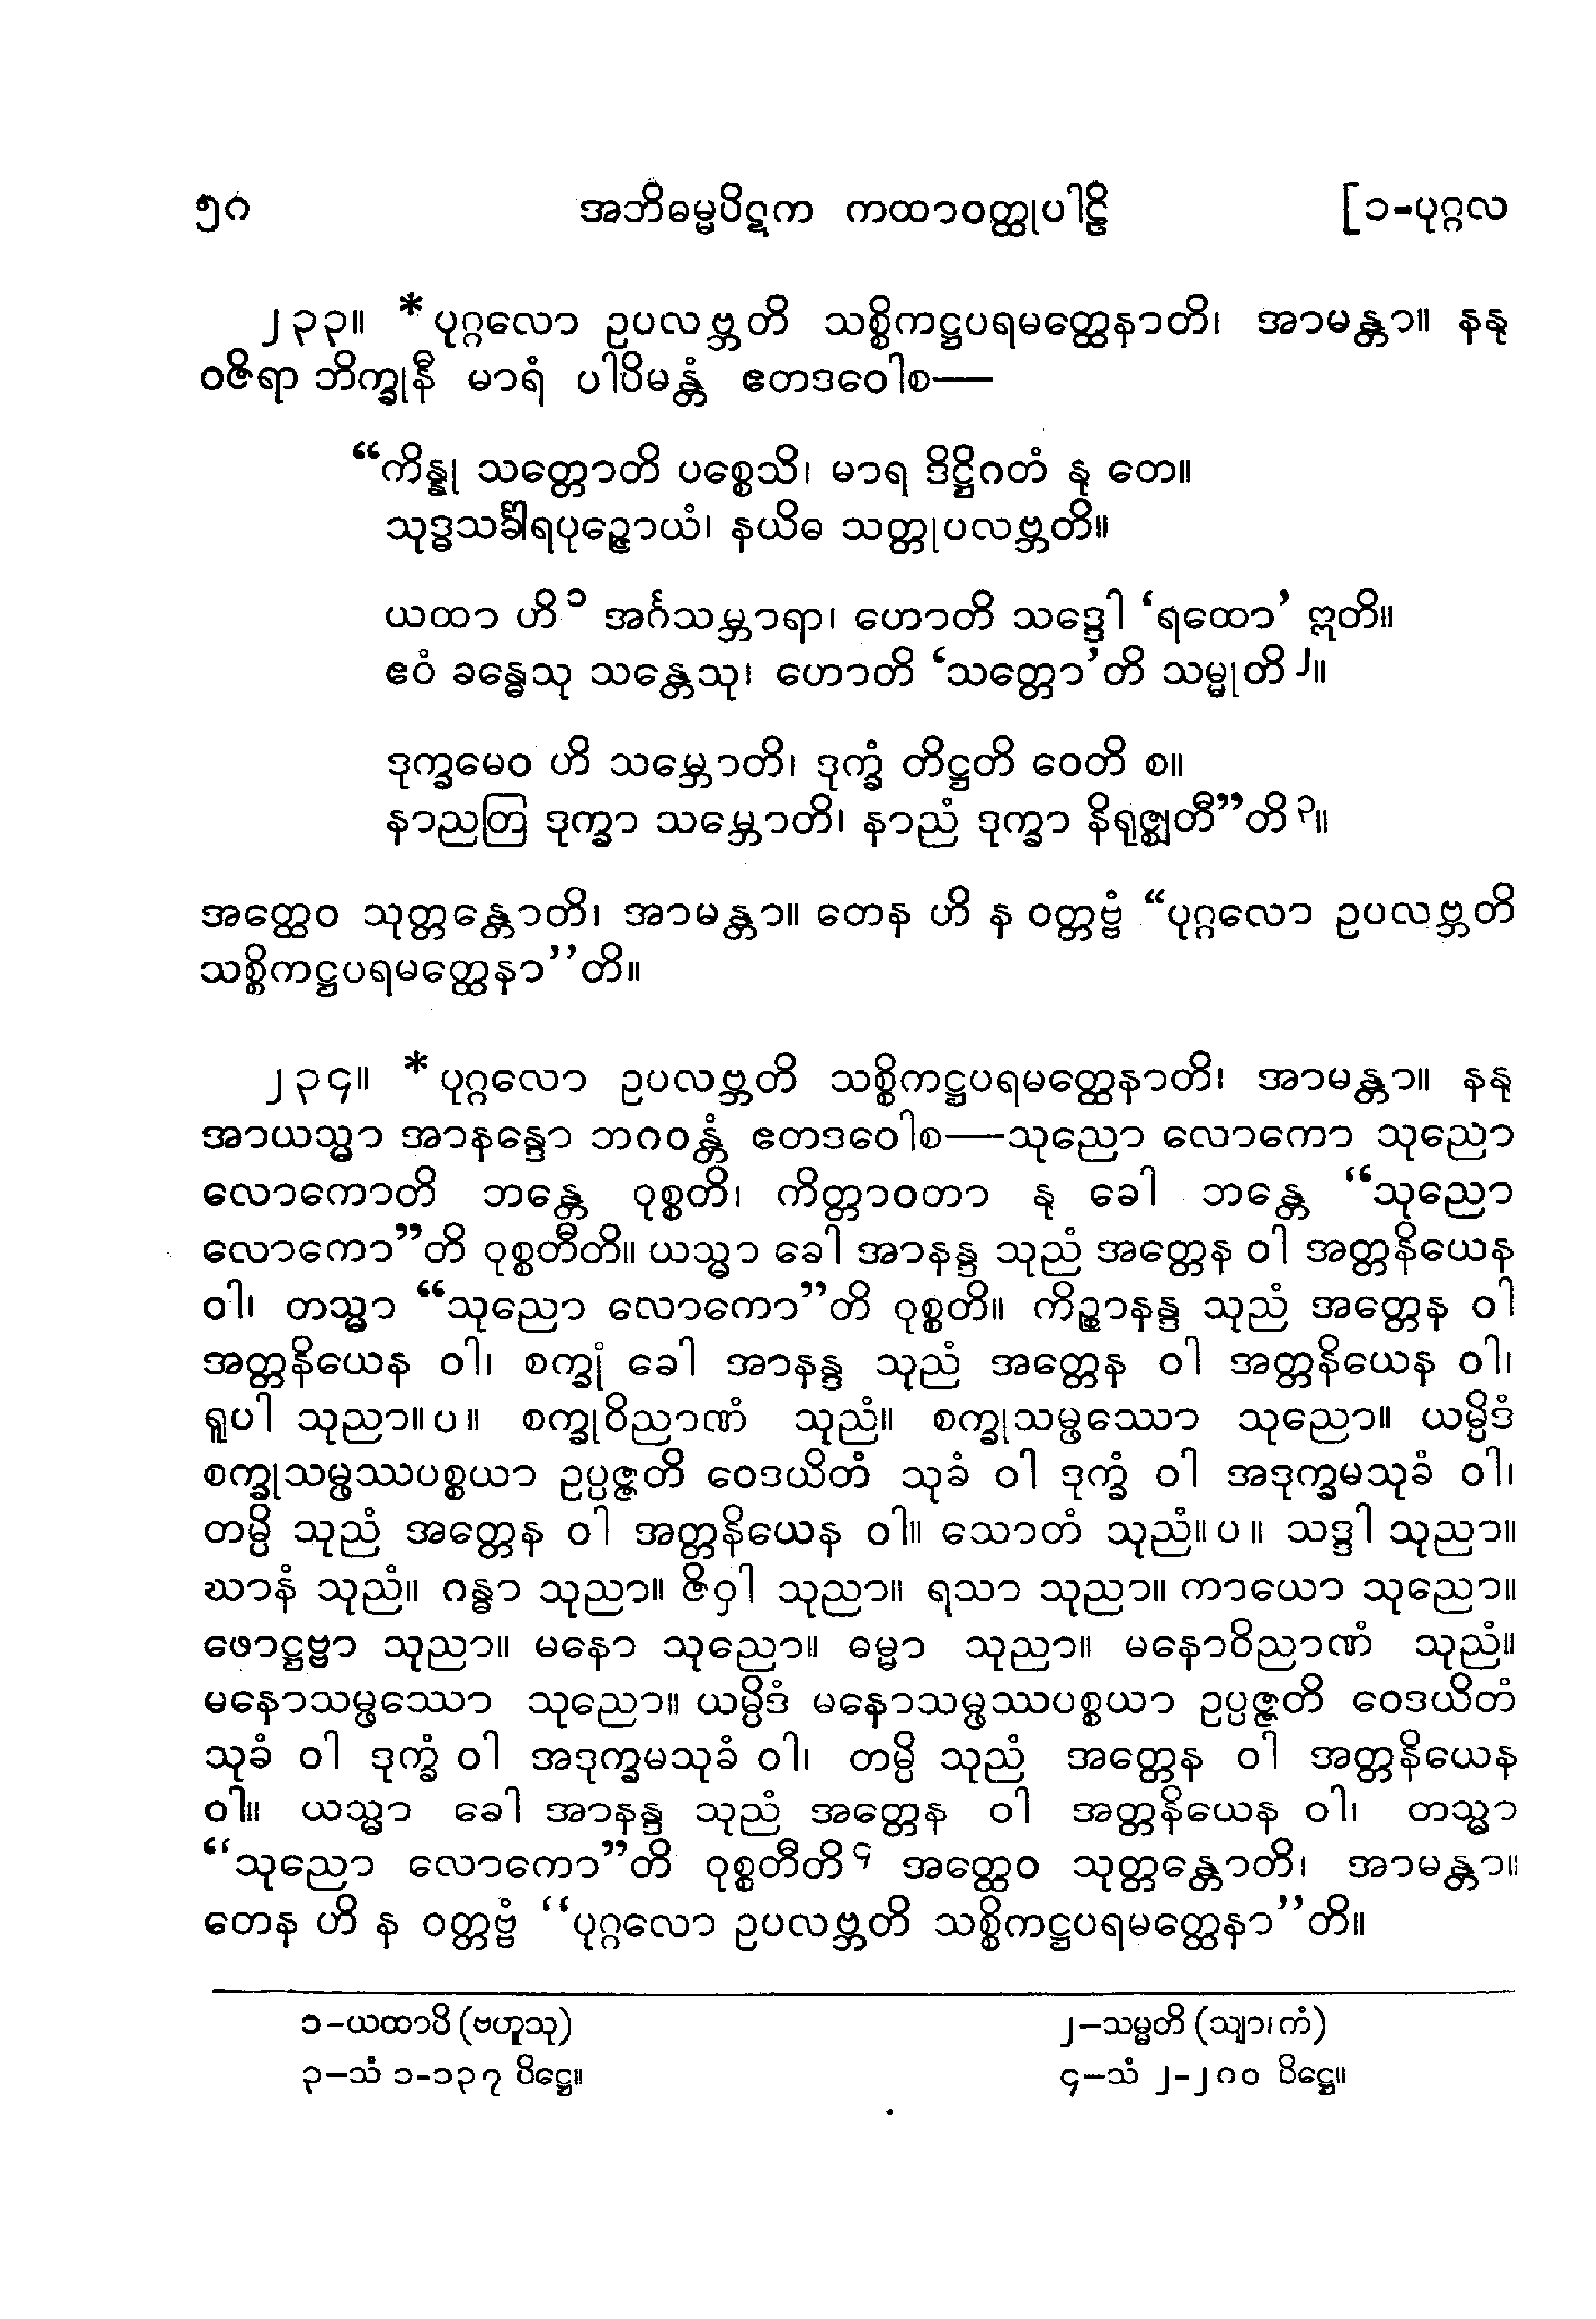 ၅၈ အဘိဓမ္မပိဋက ကထာဝတ္ထုပါဠိ [၁-ပုဂ္ဂလ
၂၃၃။ *ပုဂ္ဂလော ဥပလဗ္ဘတိ သစ္စိကဋ္ဌပရမတ္ထေနာတိ၊ အာမန္တာ။ နနု
ဝဇိရာ ဘိက္ခုနီ မာရံ ပါပိမန္တံ ဧတဒဝေါစ—
“ကိန္နု သတ္တောတိ ပစ္စေသိ၊ မာရ ဒိဋ္ဌိဂတံ နု တေ။
သုဒ္ဓသင်္ခါရပုဉ္ဇောယံ၊ နယိဓ သတ္တုပလဗ္ဘတိ။
ယထာ ဟိ၁ အင်္ဂသမ္ဘာရာ၊ ဟောတိ သဒ္ဒေါ ‘ရထော’ ဣတိ။
ဧဝံ ခန္ဓေသု သန္တေသု၊ ဟောတိ ‘သတ္တော’တိ သမ္မုတိ၂။
ဒုက္ခမေဝ ဟိ သမ္ဘောတိ၊ ဒုက္ခံ တိဋ္ဌတိ ဝေတိ စ။
နာညတြ ဒုက္ခာ သမ္ဘောတိ၊ နာညံ ဒုက္ခာ နိရုဇ္ဈတီ”တိ၃။
အတ္ထေဝ သုတ္တန္တောတိ၊ အာမန္တာ။ တေန ဟိ န ဝတ္တဗ္ဗံ “ပုဂ္ဂလော ဥပလဗ္ဘတိ
သစ္စိကဋ္ဌပရမတ္ထေနာ’’တိ။
၂၃၄။ *ပုဂ္ဂလော ဥပလဗ္ဘတိ သစ္စိကဋ္ဌပရမတ္ထေနာတိ၊ အာမန္တာ။ နနု
အာယသ္မာ အာနန္ဒော ဘဂဝန္တံ ဧတဒဝေါစ—သုညော လောကော သုညော
လောကောတိ ဘန္တေ ဝုစ္စတိ၊ ကိတ္တာဝတာ နု ခေါ ဘန္တေ “သုညော
လောကော”တိ ဝုစ္စတီတိ။ ယသ္မာ ခေါ အာနန္ဒ သုညံ အတ္တေန ဝါ အတ္တနိယေန
ဝါ၊ တသ္မာ “သုညော လောကော”တိ ဝုစ္စတိ။ ကိဉ္စာနန္ဒ သုညံ အတ္တေန ဝါ
အတ္တနိယေန ဝါ၊ စက္ခုံ ခေါ အာနန္ဒ သုညံ အတ္တေန ဝါ အတ္တနိယေန ဝါ၊
ရူပါ သုညာ။ပ။ စက္ခုဝိညာဏံ သုညံ။ စက္ခုသမ္ဖဿော သုညော။ ယမ္ပိဒံ
စက္ခုသမ္ဖဿပစ္စယာ ဥပ္ပဇ္ဇတိ ဝေဒယိတံ သုခံ ဝါ ဒုက္ခံ ဝါ အဒုက္ခမသုခံ ဝါ၊
တမ္ပိ သုညံ အတ္တေန ဝါ အတ္တနိယေန ဝါ။ သောတံ သုညံ။ပ။ သဒ္ဒါ သုညာ။
ဃာနံ သုညံ။ ဂန္ဓာ သုညာ။ ဇိဝှါ သုညာ။ ရသာ သုညာ။ ကာယော သုညော။
ဖောဋ္ဌဗ္ဗာ သုညာ။ မနော သုညော။ ဓမ္မာ သုညာ။ မနောဝိညာဏံ သုညံ။
မနောသမ္ဖဿော သုညော။ ယမ္ပိဒံ မနောသမ္ဖဿပစ္စယာ ဥပ္ပဇ္ဇတိ ဝေဒယိတံ
သုခံ ဝါ ဒုက္ခံ ဝါ အဒုက္ခမသုခံ ဝါ၊ တမ္ပိ သုညံ အတ္တေန ဝါ အတ္တနိယေန
ဝါ။ ယသ္မာ ခေါ အာနန္ဒ သုညံ အတ္တေန ဝါ အတ္တနိယေန ဝါ၊ တသ္မာ
“သုညော လောကော”တိ ဝုစ္စတီတိ၄ အတ္ထေဝ သုတ္တန္တောတိ၊ အာမန္တာ။
တေန ဟိ န ဝတ္တဗ္ဗံ ‘‘ပုဂ္ဂလော ဥပလဗ္ဘတိ သစ္စိကဋ္ဌပရမတ္ထေနာ’’တိ။
၁-ယထာပိ (ဗဟူသု) ၂-သမ္မတိ (သျာ၊ကံ)
၃-သံ ၁-၁၃၇ ပိဋ္ဌေ။ ၄-သံ ၂-၂၈၀ ပိဋ္ဌေ။